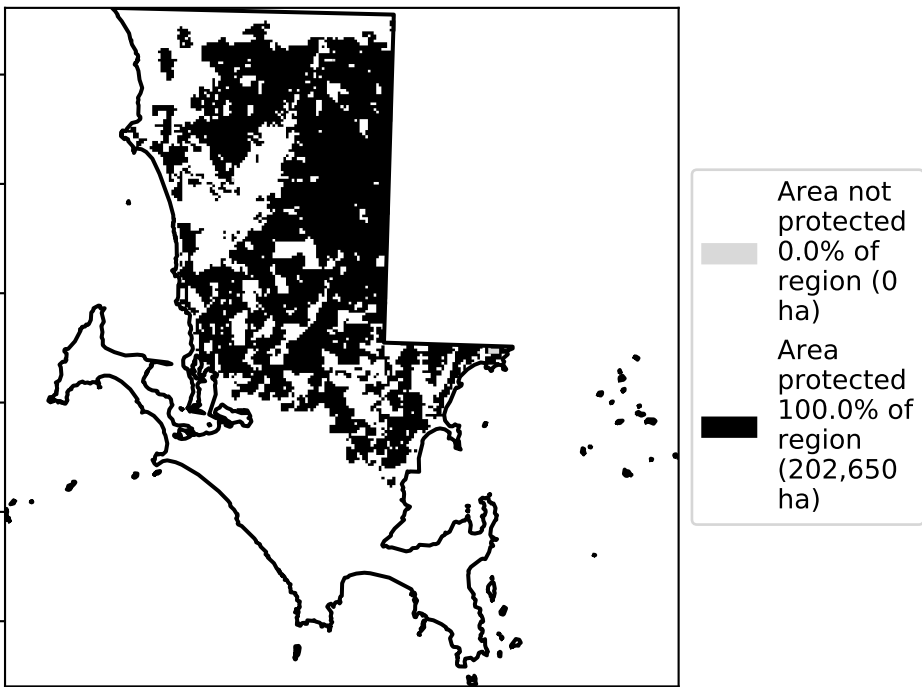 Area not
protected
0.0% of
region (0
ha)
Area
protected
100.0% of
region
(202,650
ha)